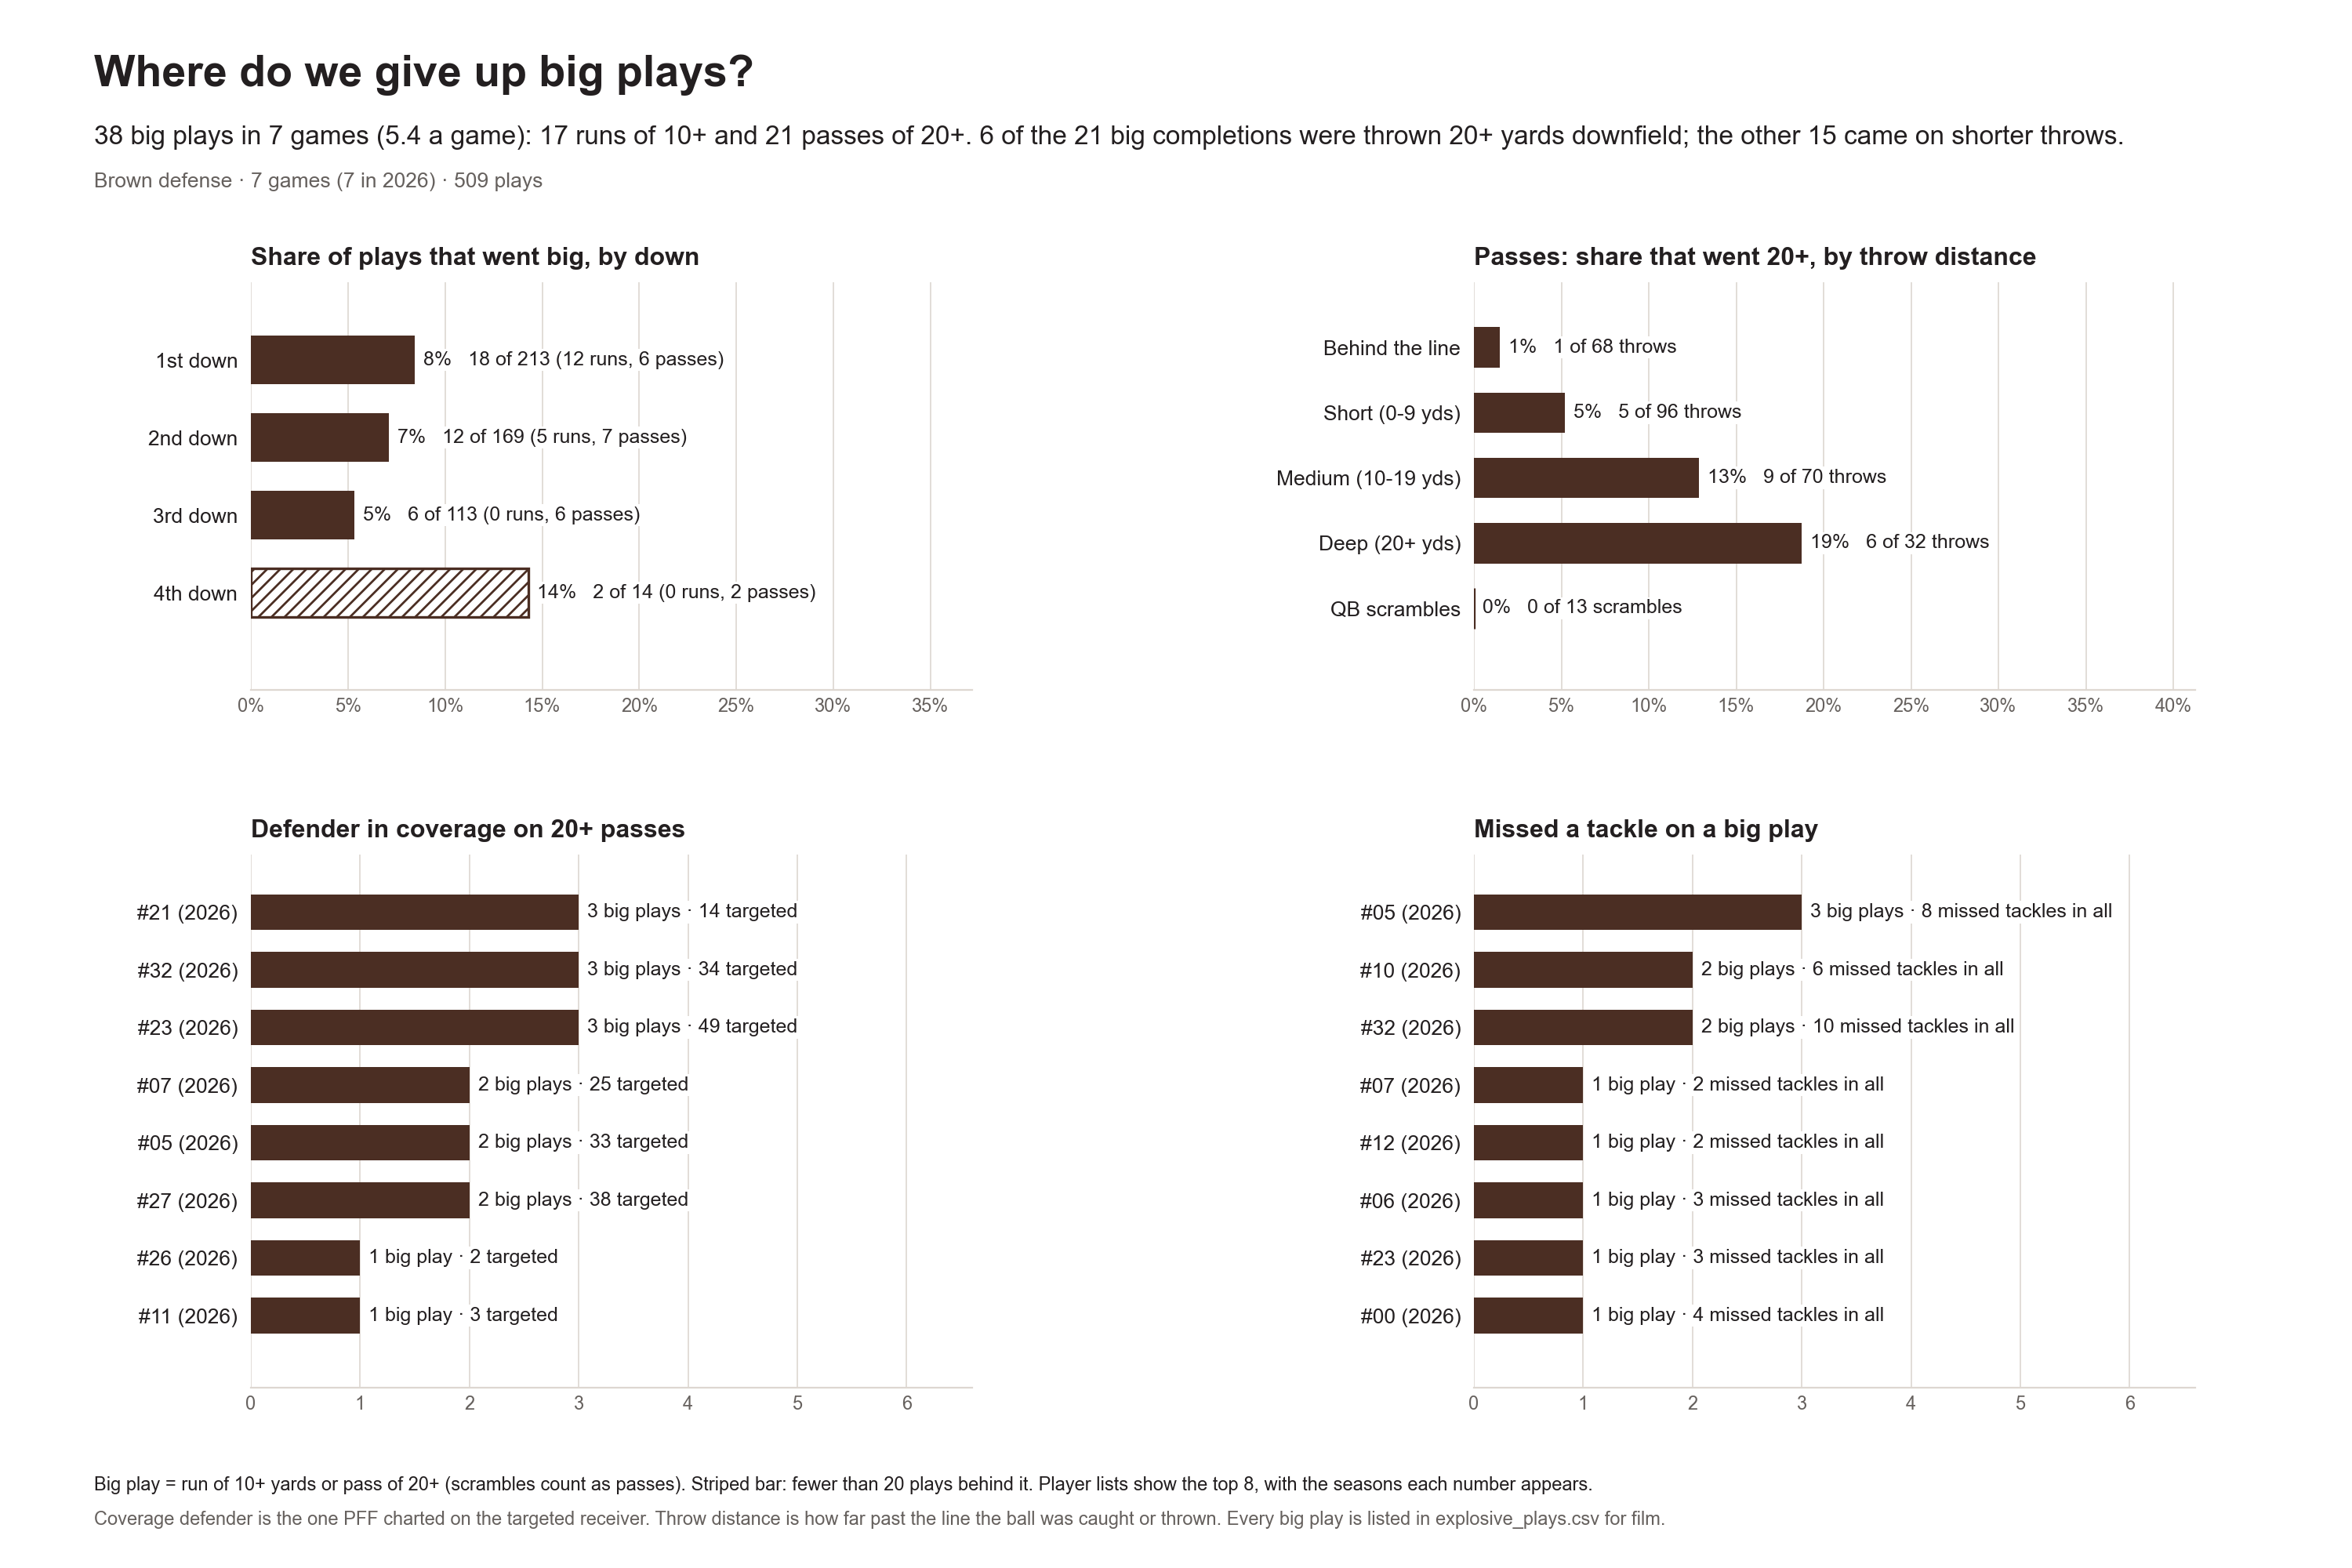 Where do we give up big plays?
38 big plays in 7 games (5.4 a game): 17 runs of 10+ and 21 passes of 20+. 6 of the 21 big completions were thrown 20+ yards downfield; the other 15 came on shorter throws.
Brown defense · 7 games (7 in 2026) · 509 plays
Share of plays that went big, by down
1st down 8% 18 of 213 (12 runs, 6 passes)
2nd down 7% 12 of 169 (5 runs, 7 passes)
3rd down 5% 6 of 113 (0 runs, 6 passes)
4th down 14% 2 of 14 (0 runs, 2 passes)
0% 5% 10% 15% 20% 25% 30% 35%
Passes: share that went 20+, by throw distance
Behind the line 1% 1 of 68 throws
Short (0-9 yds) 5% 5 of 96 throws
Medium (10-19 yds) 13% 9 of 70 throws
Deep (20+ yds) 19% 6 of 32 throws
QB scrambles 0% 0 of 13 scrambles
0% 5% 10% 15% 20% 25% 30% 35% 40%
Defender in coverage on 20+ passes
#21 (2026) 3 big plays · 14 targeted
#32 (2026) 3 big plays · 34 targeted
#23 (2026) 3 big plays · 49 targeted
#07 (2026) 2 big plays · 25 targeted
#05 (2026) 2 big plays · 33 targeted
#27 (2026) 2 big plays · 38 targeted
#26 (2026) 1 big play · 2 targeted
#11 (2026) 1 big play · 3 targeted
0 1 2 3 4 5 6
Missed a tackle on a big play
#05 (2026) 3 big plays · 8 missed tackles in all
#10 (2026) 2 big plays · 6 missed tackles in all
#32 (2026) 2 big plays · 10 missed tackles in all
#07 (2026) 1 big play · 2 missed tackles in all
#12 (2026) 1 big play · 2 missed tackles in all
#06 (2026) 1 big play · 3 missed tackles in all
#23 (2026) 1 big play · 3 missed tackles in all
#00 (2026) 1 big play · 4 missed tackles in all
0 1 2 3 4 5 6
Big play = run of 10+ yards or pass of 20+ (scrambles count as passes). Striped bar: fewer than 20 plays behind it. Player lists show the top 8, with the seasons each number appears.
Coverage defender is the one PFF charted on the targeted receiver. Throw distance is how far past the line the ball was caught or thrown. Every big play is listed in explosive_plays.csv for film.